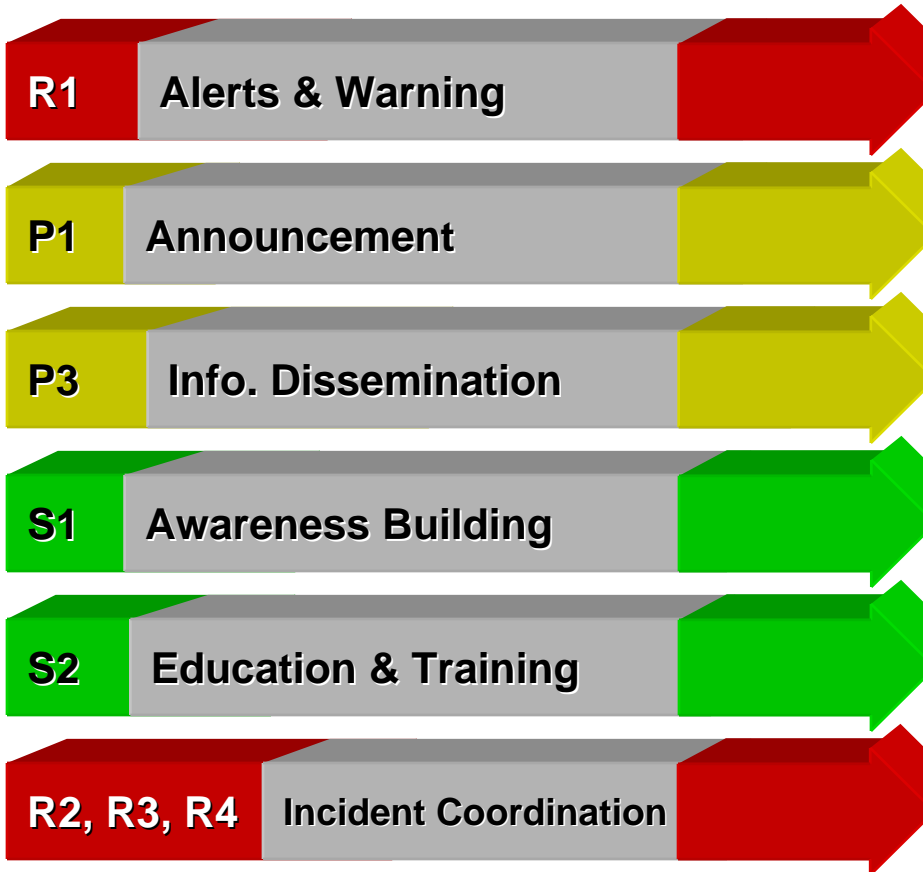 R1 Alerts & Warning
P1 Announcement
P3 Info. Dissemination
S1 Awareness Building
S2 Education & Training
R2, R3, R4 Incident Coordination